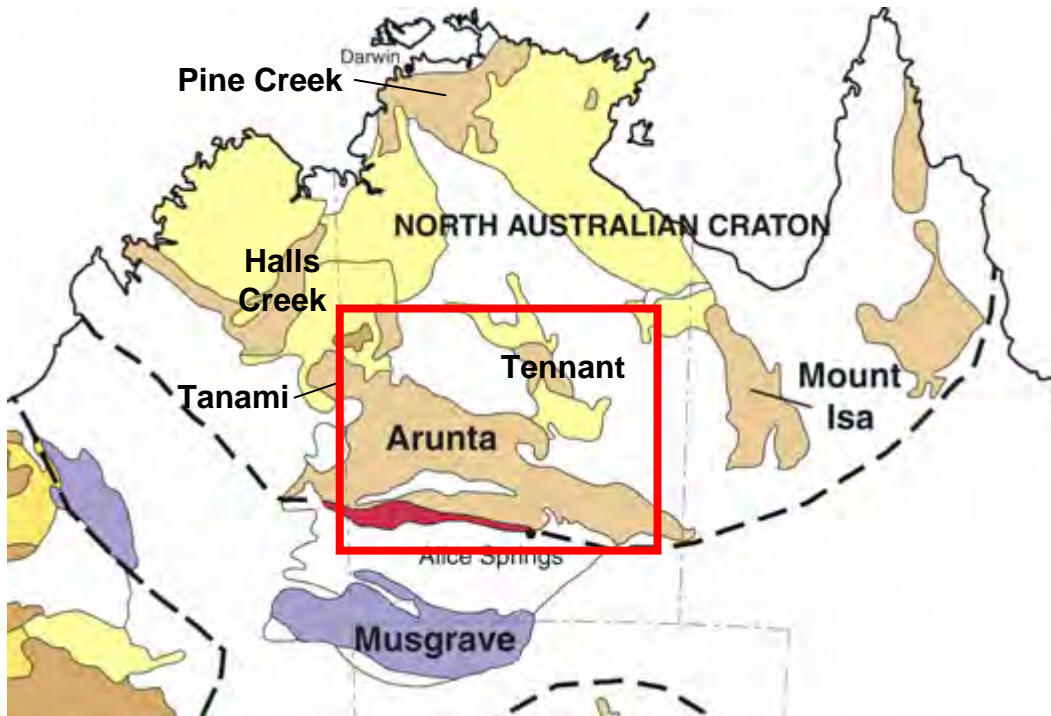 Darwin
Pine Creek
NORTH AUSTRALIAN CRATON
Halls
Creek
Tennant
Mount
Isa
Tanami
Arunta
Alice Springs
Musgrave